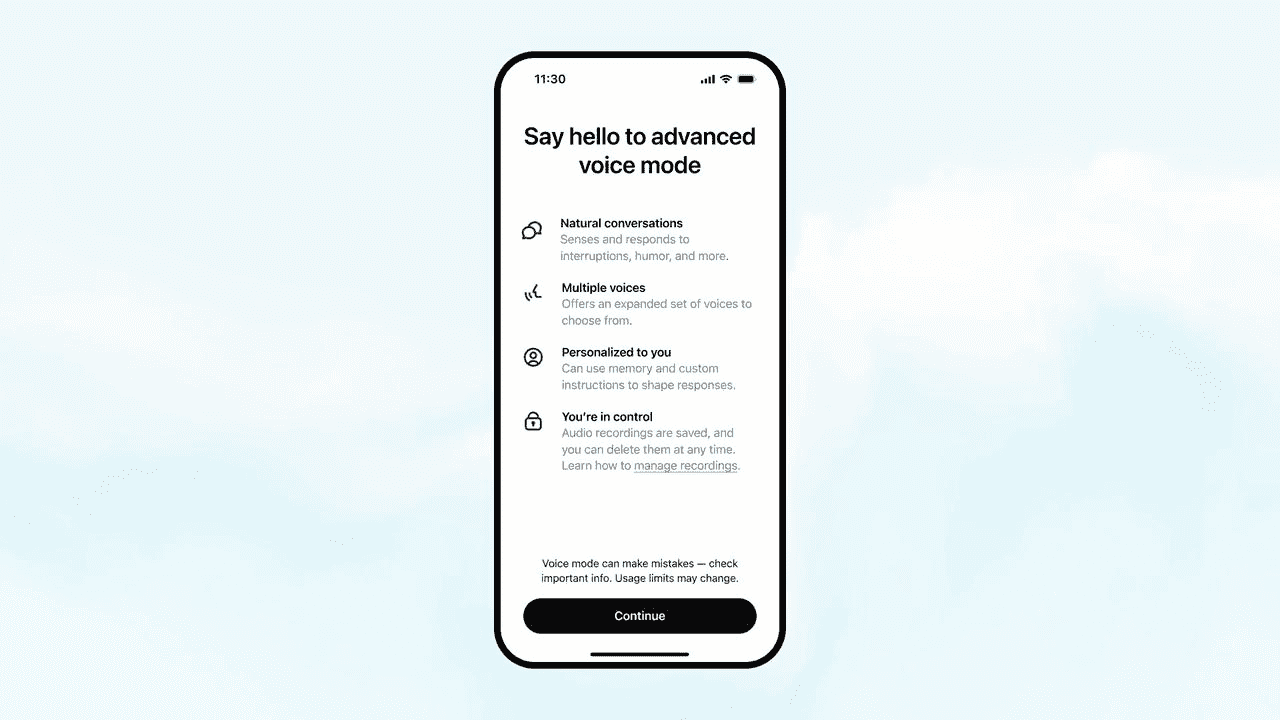 11:30
Say hello to advanced
voice mode
Natural conversations
Senses and responds to
interruptions, humor, and more.
Multiple voices
Offers an expanded set of voices to
choose from.
Personalized to you
Can use memory and custom
instructions to shape responses.
You’re in control
Audio recordings are saved, and
you can delete them at any time.
Learn how to manage recordings.
Voice mode can make mistakes — check
important info. Usage limits may change.
Continue